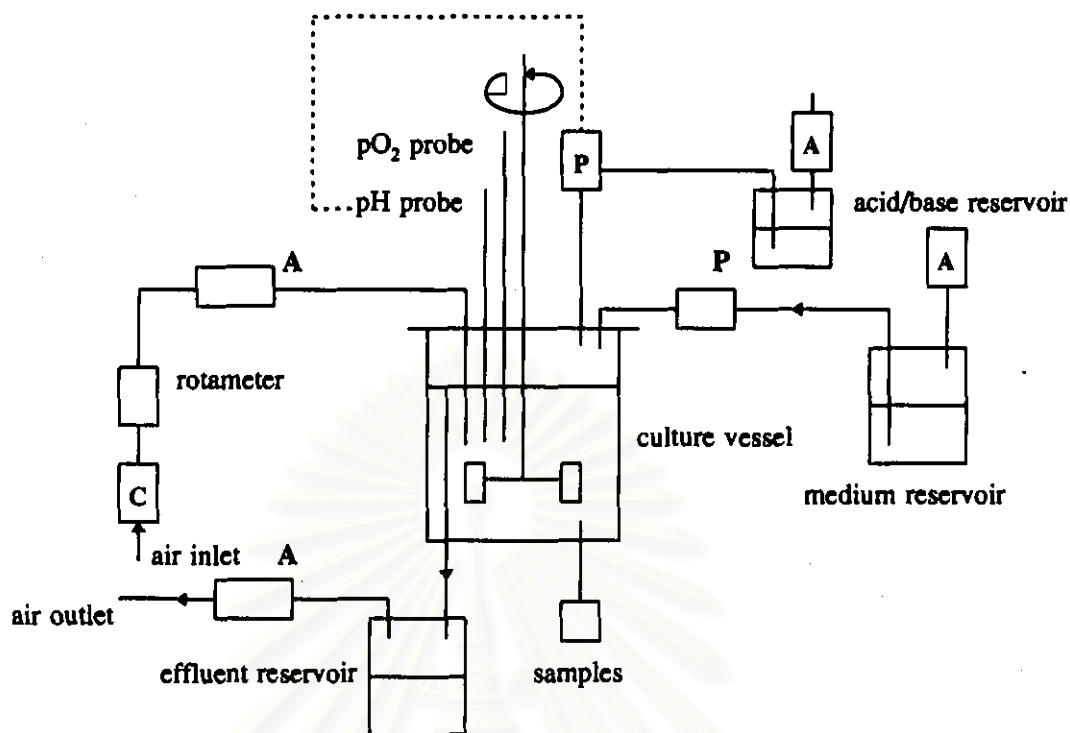 pO₂ probe
P
A
pH probe
acid/base reservoir
A
P
A
rotameter
culture vessel
C
medium reservoir
air inlet
A
air outlet
effluent reservoir
samples